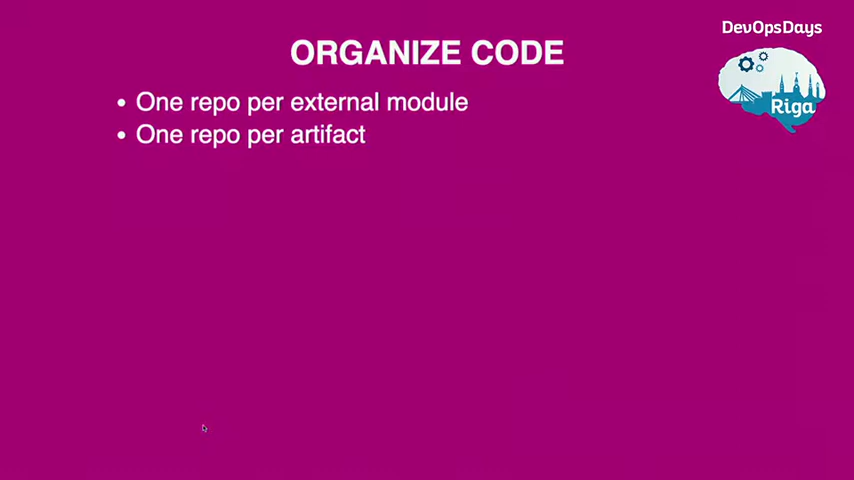 DevOpsDays
ORGANIZE CODE
• One repo per external module
• One repo per artifact
Riga